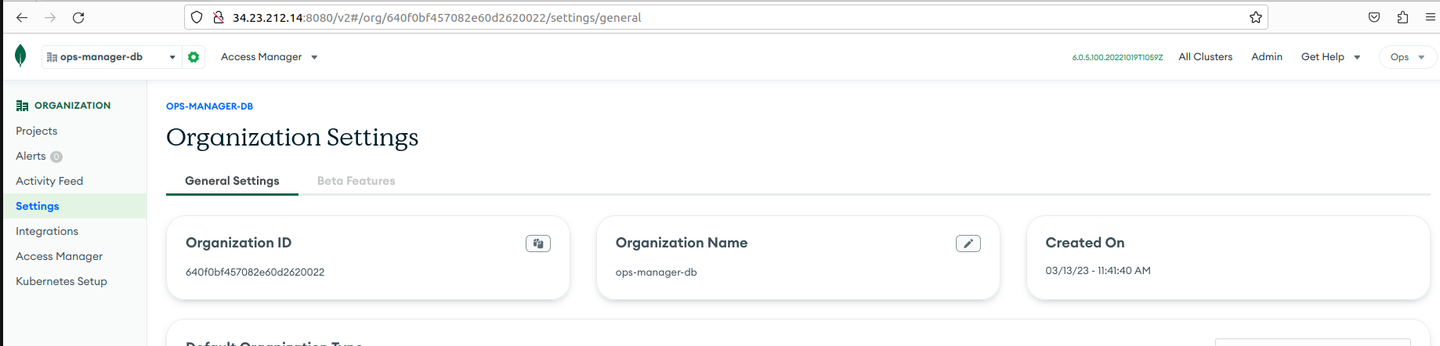 34.23.212.14:8080/v2#/org/640f0bf457082e60d2620022/settings/general
ops-manager-db
Access Manager
6.0.5.100.20221019T1059Z
All Clusters
Admin
Get Help
Ops
ORGANIZATION
Projects
Alerts 0
Activity Feed
Settings
Integrations
Access Manager
Kubernetes Setup
OPS-MANAGER-DB
Organization Settings
General Settings
Beta Features
Organization ID
640f0bf457082e60d2620022
Organization Name
ops-manager-db
Created On
03/13/23 - 11:41:40 AM
Default Organization Type